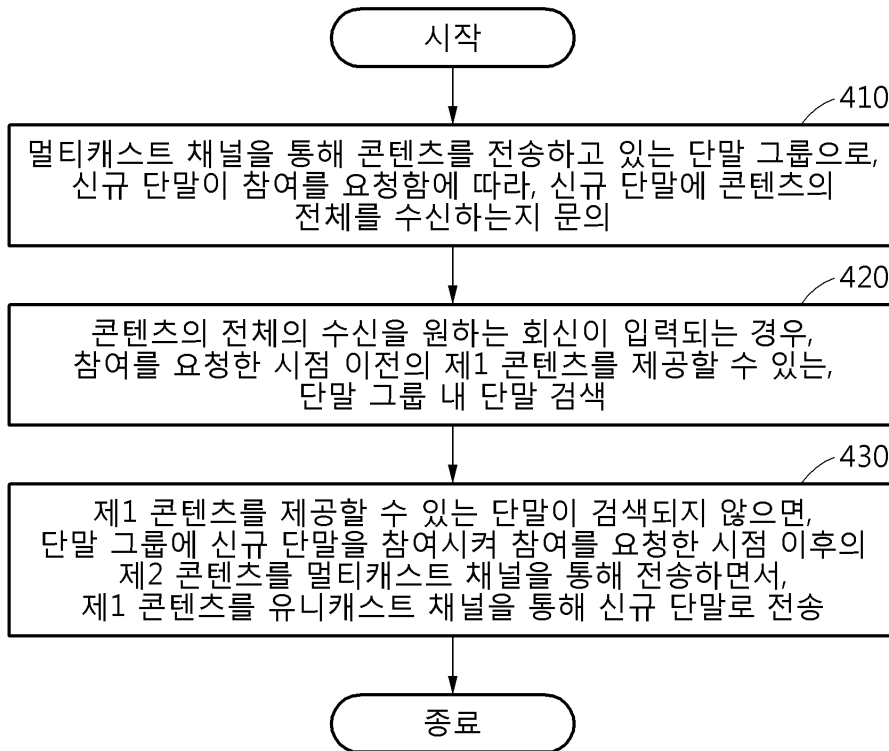 시작
410
멀티캐스트 채널을 통해 콘텐츠를 전송하고 있는 단말 그룹으로,
신규 단말이 참여를 요청함에 따라, 신규 단말에 콘텐츠의
전체를 수신하는지 문의
420
콘텐츠의 전체의 수신을 원하는 회신이 입력되는 경우,
참여를 요청한 시점 이전의 제1 콘텐츠를 제공할 수 있는,
단말 그룹 내 단말 검색
430
제1 콘텐츠를 제공할 수 있는 단말이 검색되지 않으면,
단말 그룹에 신규 단말을 참여시켜 참여를 요청한 시점 이후의
제2 콘텐츠를 멀티캐스트 채널을 통해 전송하면서,
제1 콘텐츠를 유니캐스트 채널을 통해 신규 단말로 전송
종료